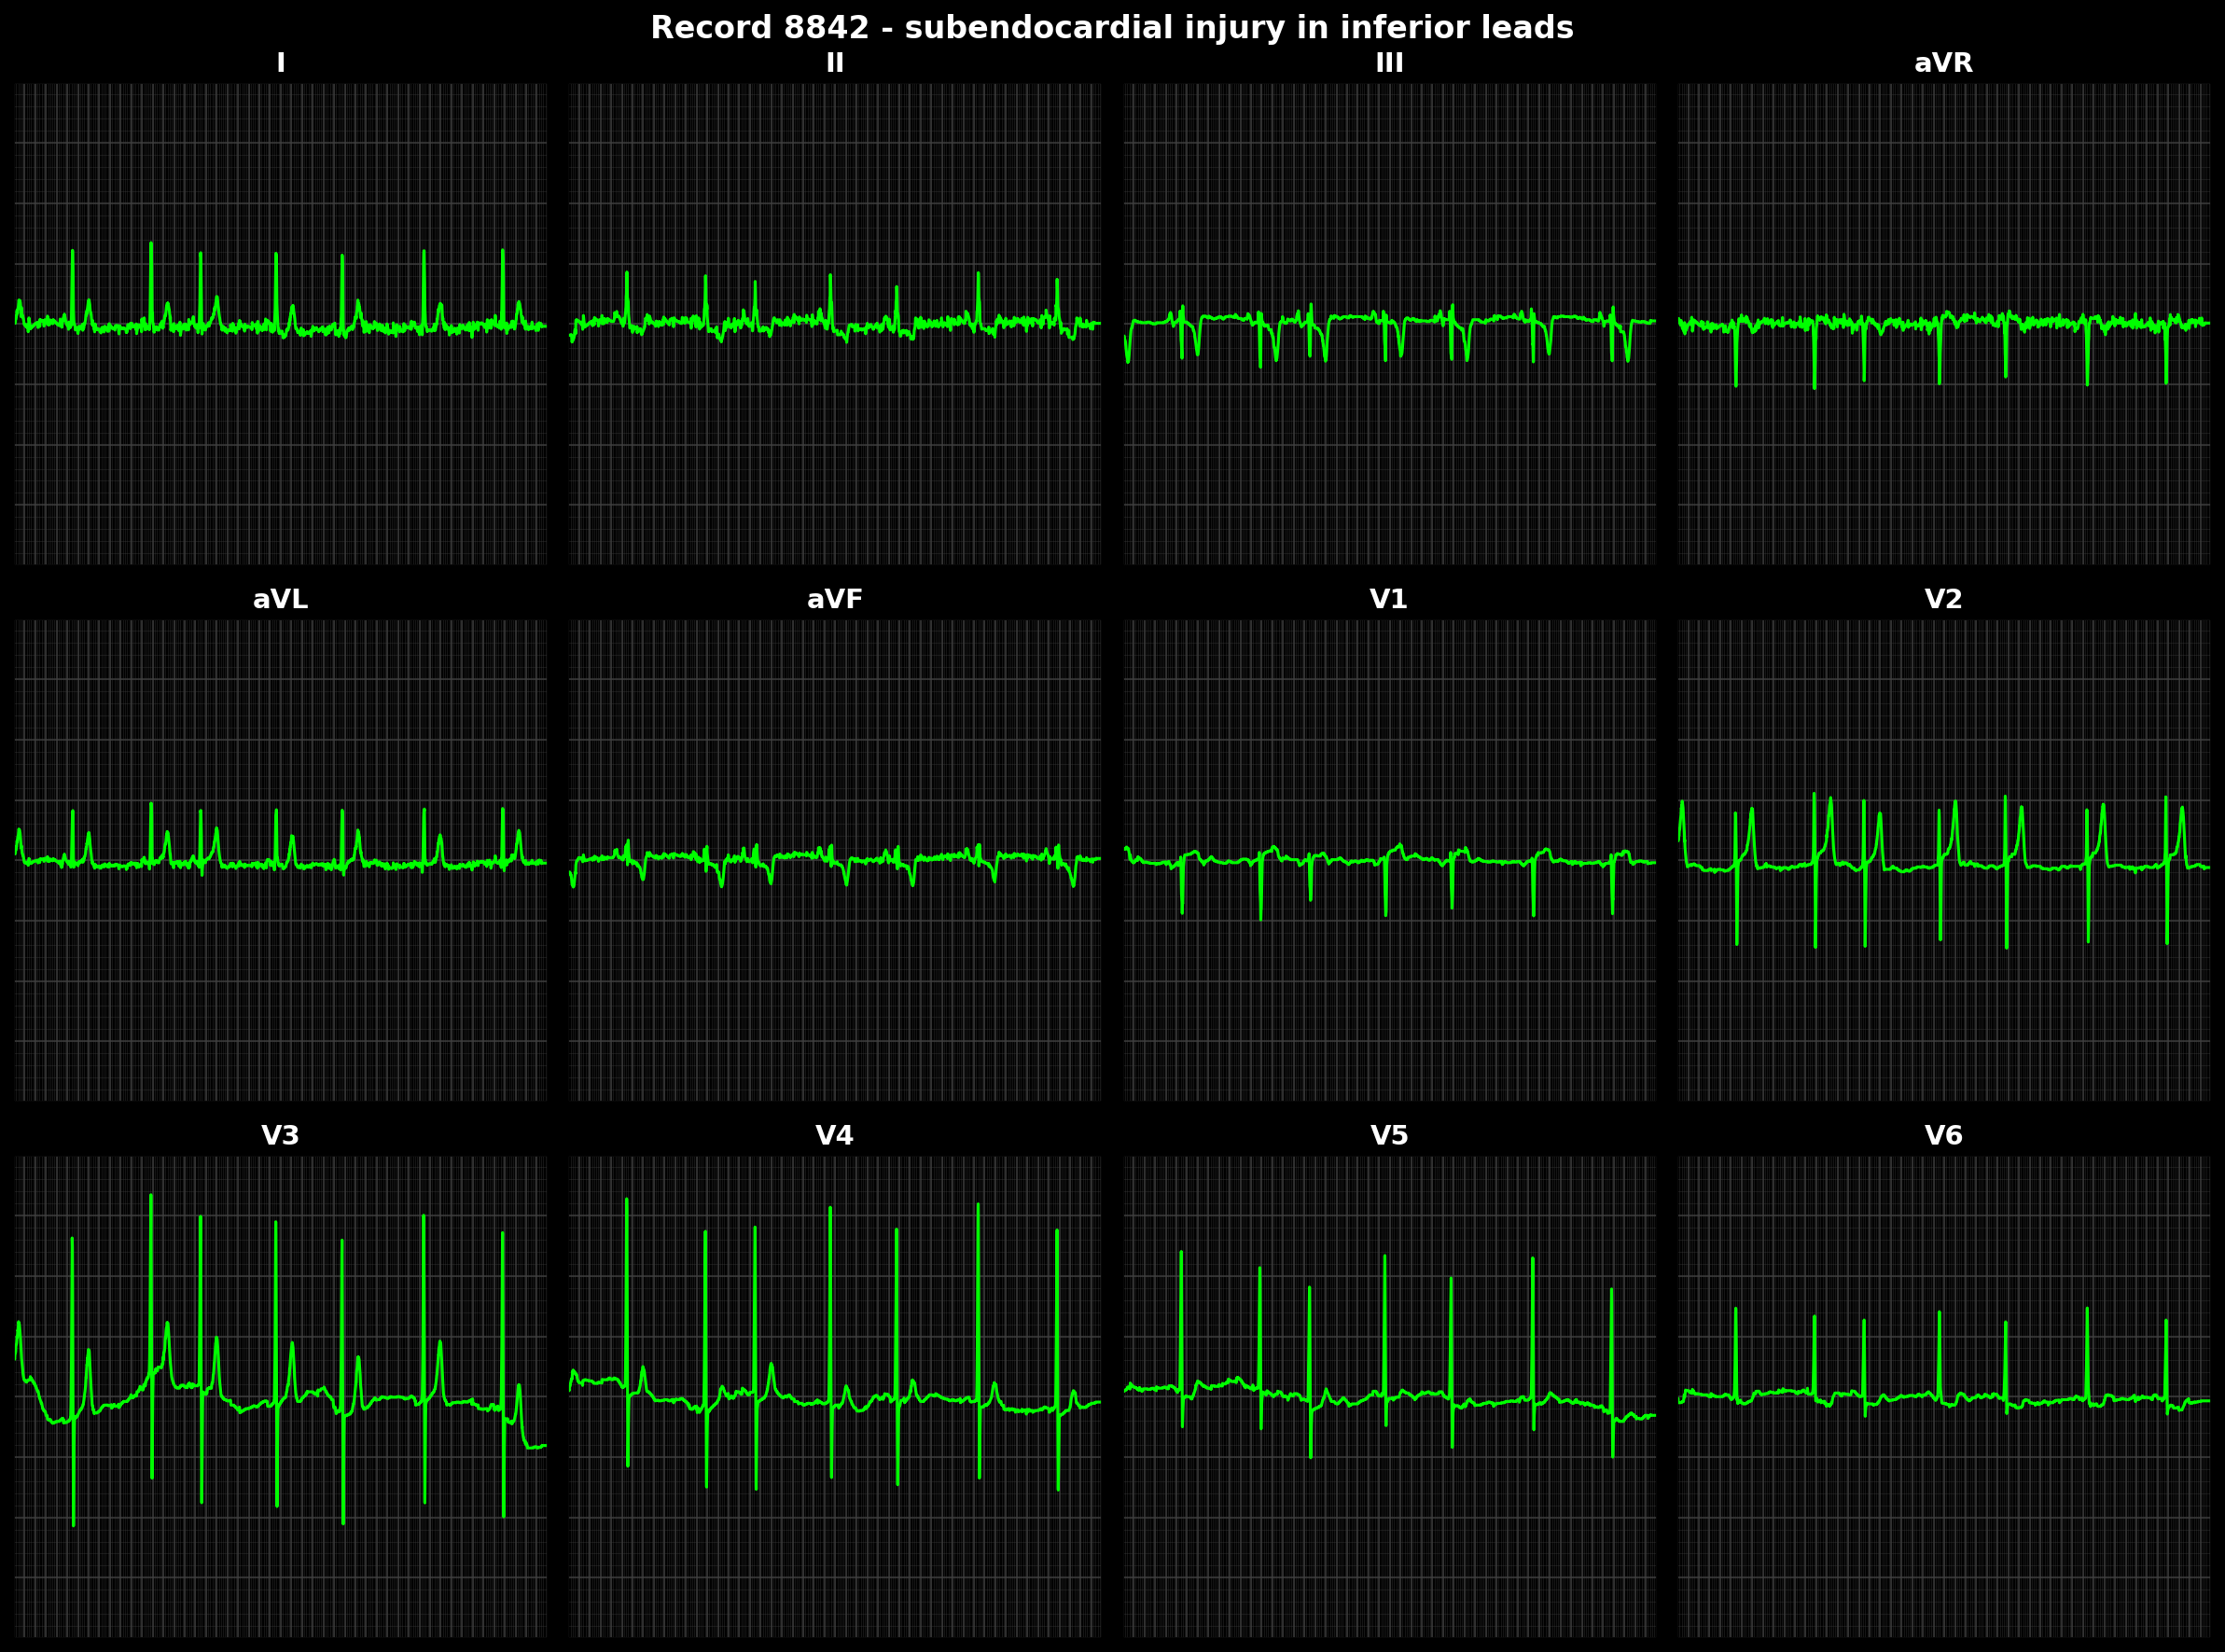 Record 8842 - subendocardial injury in inferior leads
I II III aVR
aVL aVF V1 V2
V3 V4 V5 V6